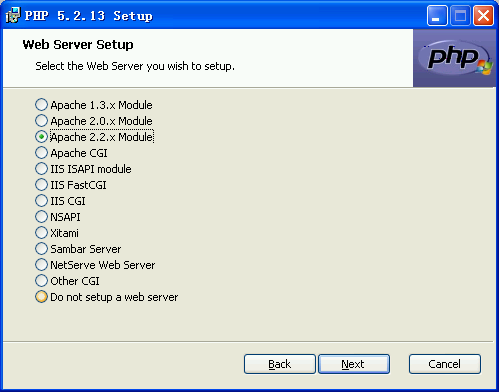 PHP 5.2.13 Setup
Web Server Setup
Select the Web Server you wish to setup.
php
Apache 1.3.x Module
Apache 2.0.x Module
Apache 2.2.x Module
Apache CGI
IIS ISAPI module
IIS FastCGI
IIS CGI
NSAPI
Xitami
Sambar Server
NetServe Web Server
Other CGI
Do not setup a web server
Back
Next
Cancel